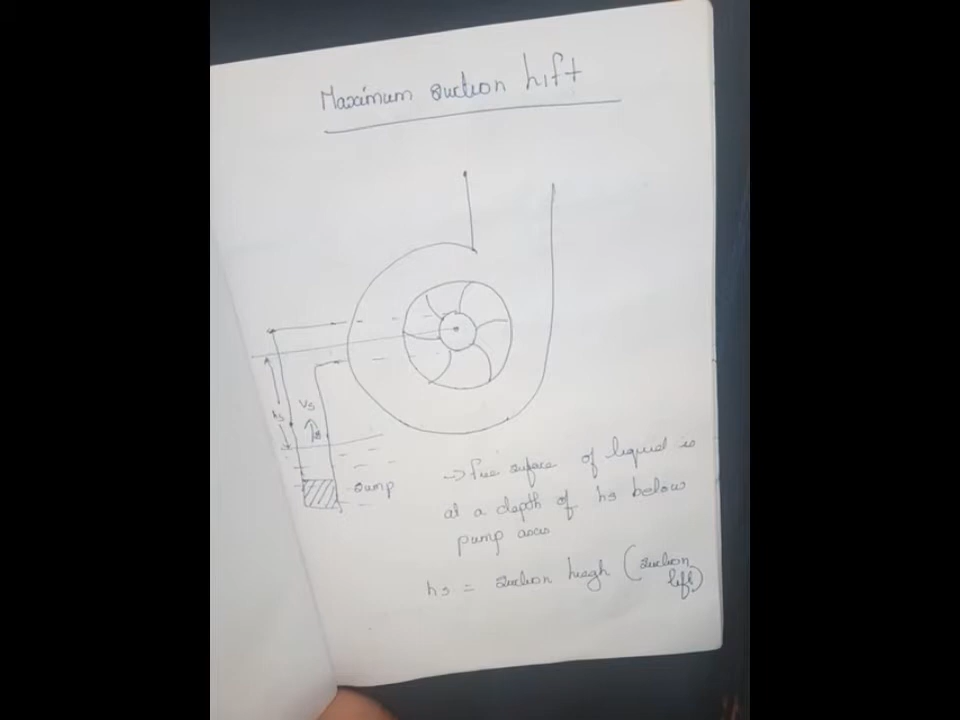 Maximum suction lift
hs
Vs
sump
→ free surface of liquid is
at a depth of hs below
pump axis
hs = suction heigh (suction
lift)